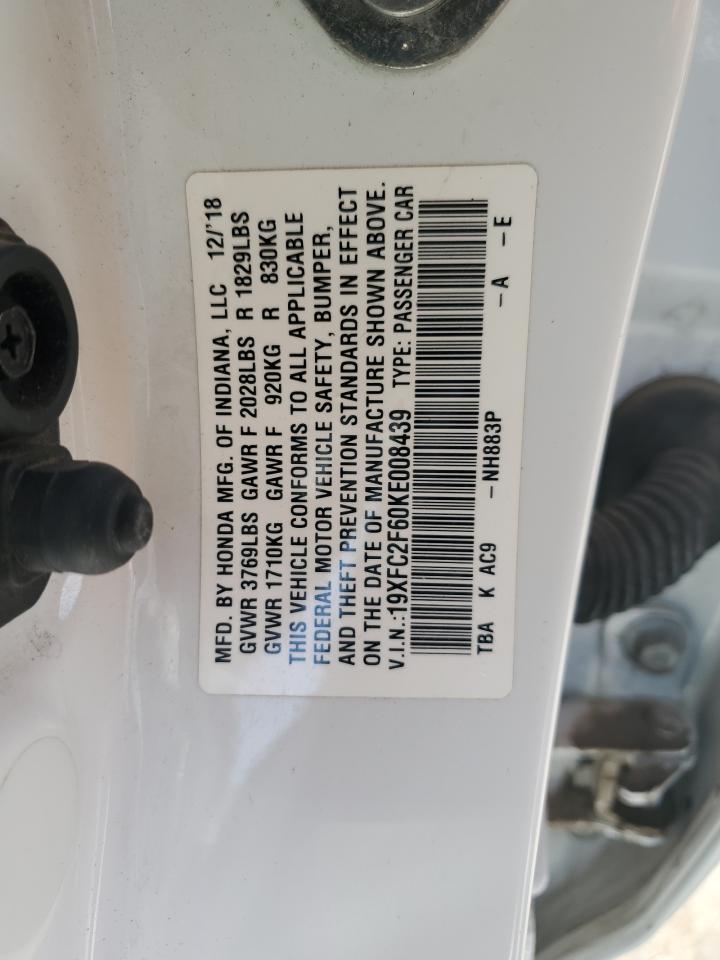 MFD. BY HONDA MFG. OF INDIANA, LLC 12/'18
GVWR 3769LBS GAWR F 2028LBS R 1829LBS
GVWR 1710KG GAWR F 920KG R 830KG
THIS VEHICLE CONFORMS TO ALL APPLICABLE
FEDERAL MOTOR VEHICLE SAFETY, BUMPER,
AND THEFT PREVENTION STANDARDS IN EFFECT
ON THE DATE OF MANUFACTURE SHOWN ABOVE.
V.I.N.:19XFC2F60KE008439 TYPE: PASSENGER CAR
TBA K AC9 -NH883P -A -E